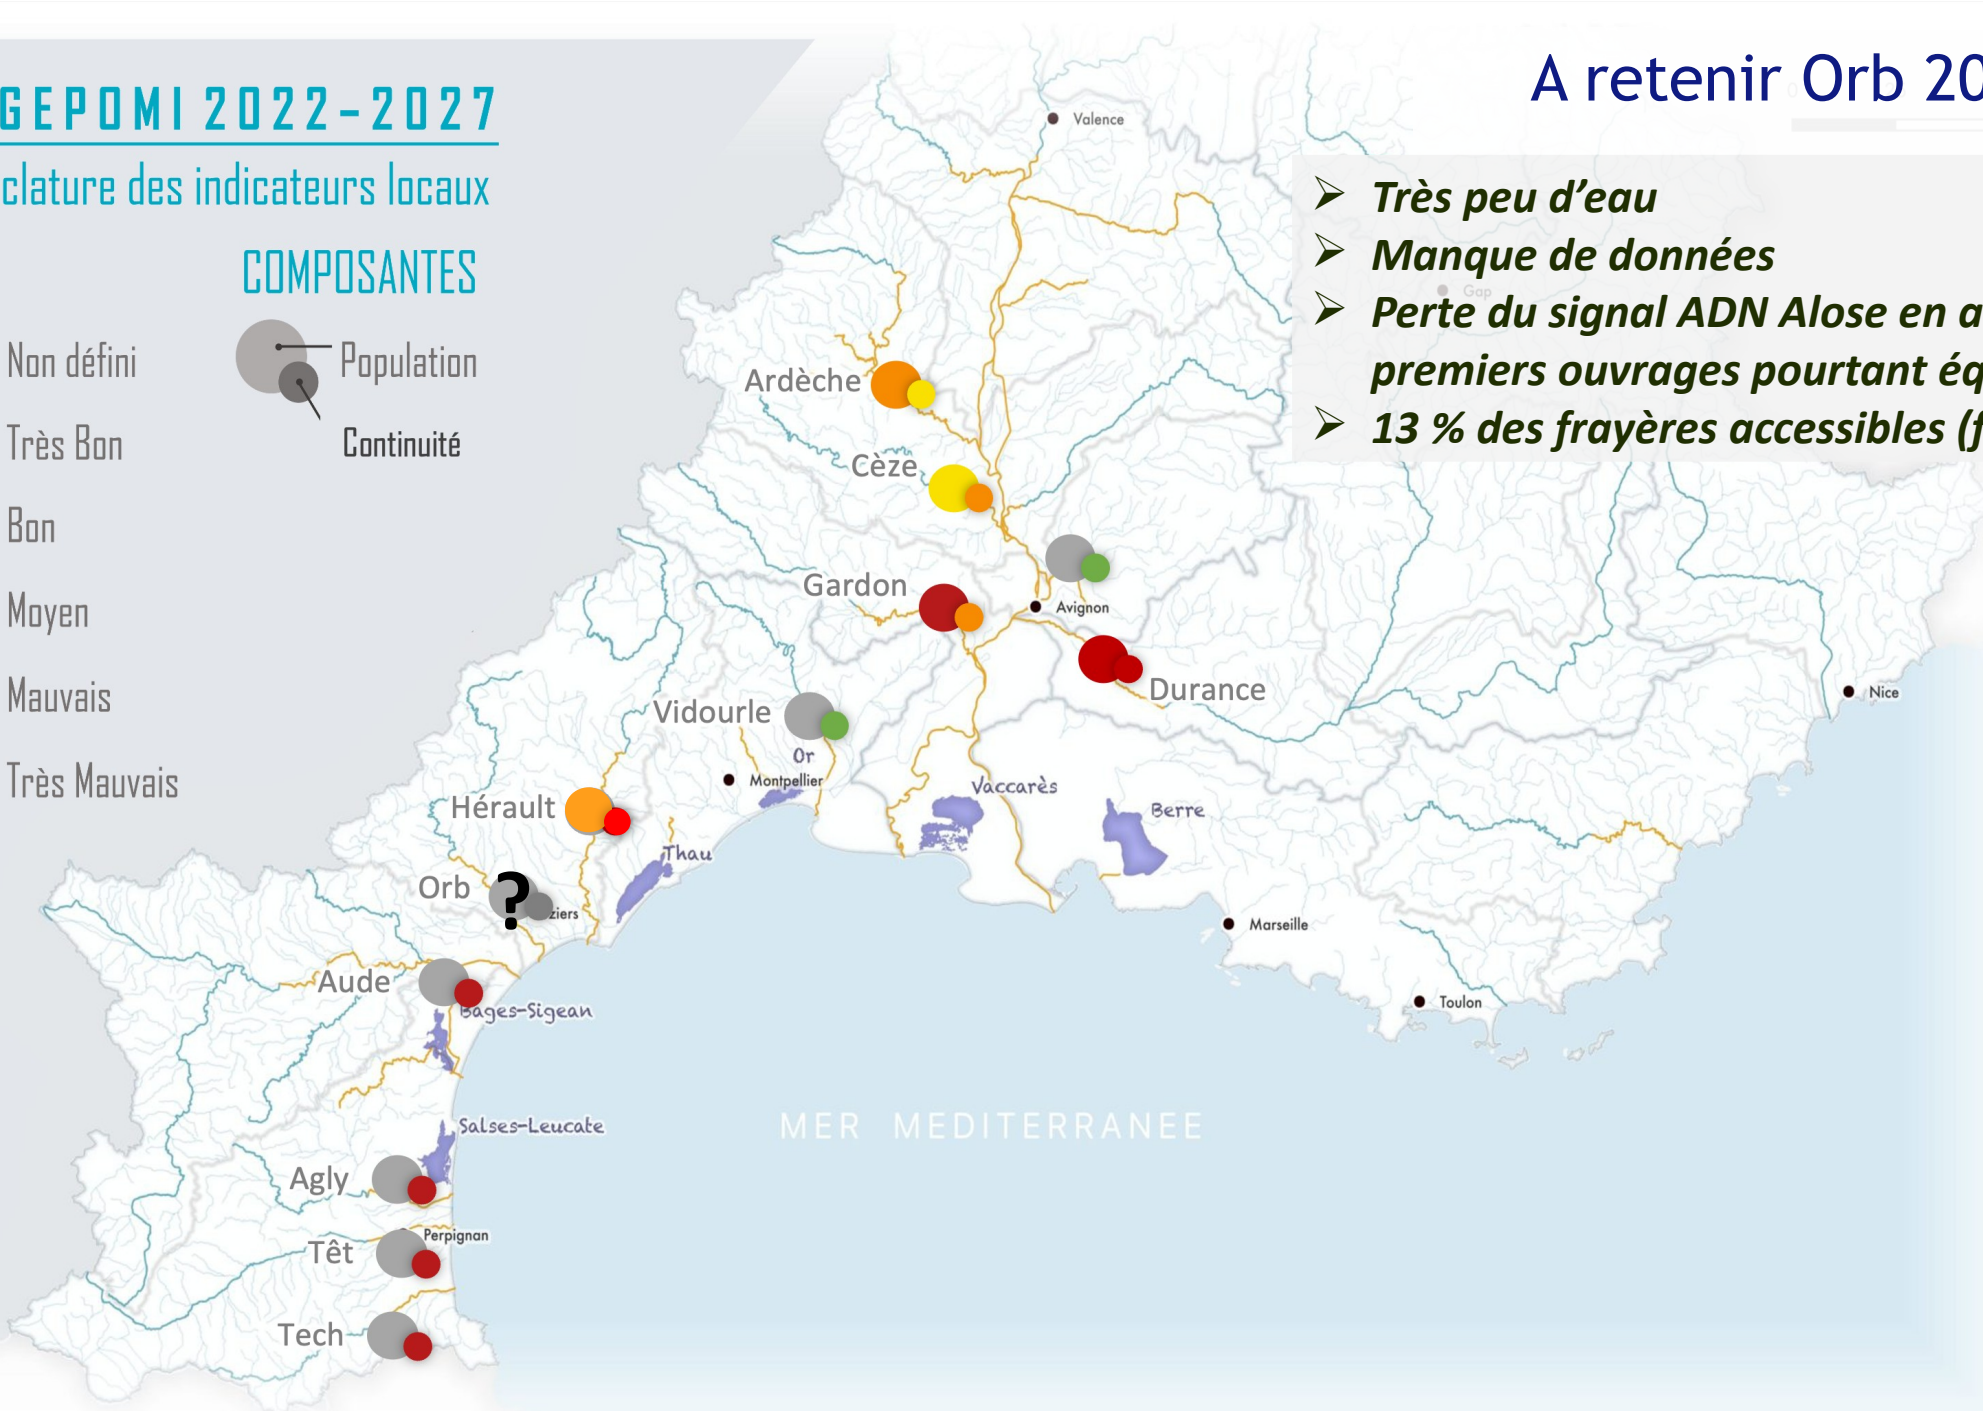 GEPOMI 2022-2027
clature des indicateurs locaux
COMPOSANTES
Non défini
Population
Très Bon
Continuité
Bon
Moyen
Mauvais
Très Mauvais
A retenir Orb 20
➢ Très peu d’eau
➢ Manque de données
➢ Perte du signal ADN Alose en a
premiers ouvrages pourtant éq
➢ 13 % des frayères accessibles (f
Valence
Gap
Ardèche
Cèze
Gardon
Avignon
Durance
Nice
Vidourle
Or
Montpellier
Vaccarès
Berre
Hérault
Thau
Orb
?
ziers
Marseille
Aude
Bages-Sigean
Toulon
Salses-Leucate
MER MEDITERRANEE
Agly
Perpignan
Têt
Tech